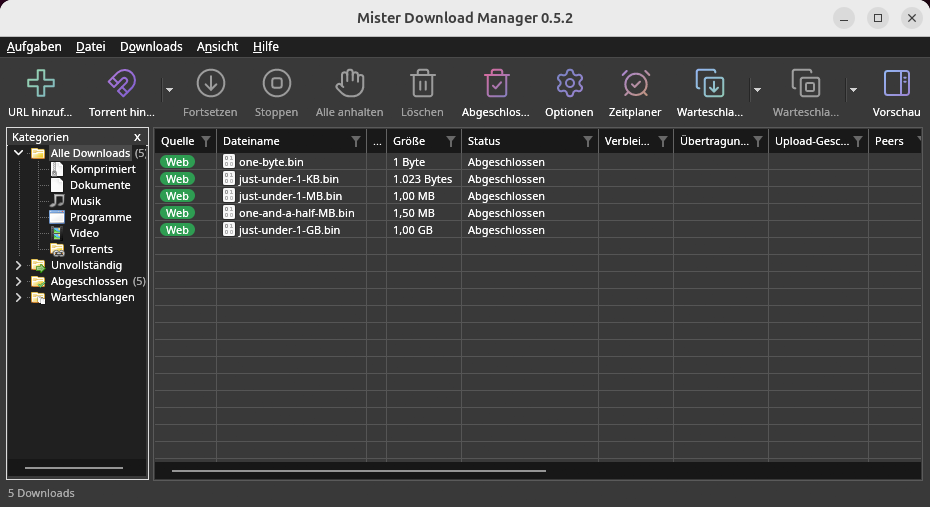 Mister Download Manager 0.5.2
Aufgaben Datei Downloads Ansicht Hilfe
URL hinzuf... Torrent hin... Fortsetzen Stoppen Alle anhalten Löschen Abgeschlos... Optionen Zeitplaner Warteschla... Warteschla... Vorschau
Kategorien x
Alle Downloads (5)
Komprimiert
Dokumente
Musik
Programme
Video
Torrents
Unvollständig
Abgeschlossen (5)
Warteschlangen
Quelle Dateiname ... Größe Status Verblei... Übertragun... Upload-Gesc... Peers
Web one-byte.bin 1 Byte Abgeschlossen
Web just-under-1-KB.bin 1.023 Bytes Abgeschlossen
Web just-under-1-MB.bin 1,00 MB Abgeschlossen
Web one-and-a-half-MB.bin 1,50 MB Abgeschlossen
Web just-under-1-GB.bin 1,00 GB Abgeschlossen
5 Downloads